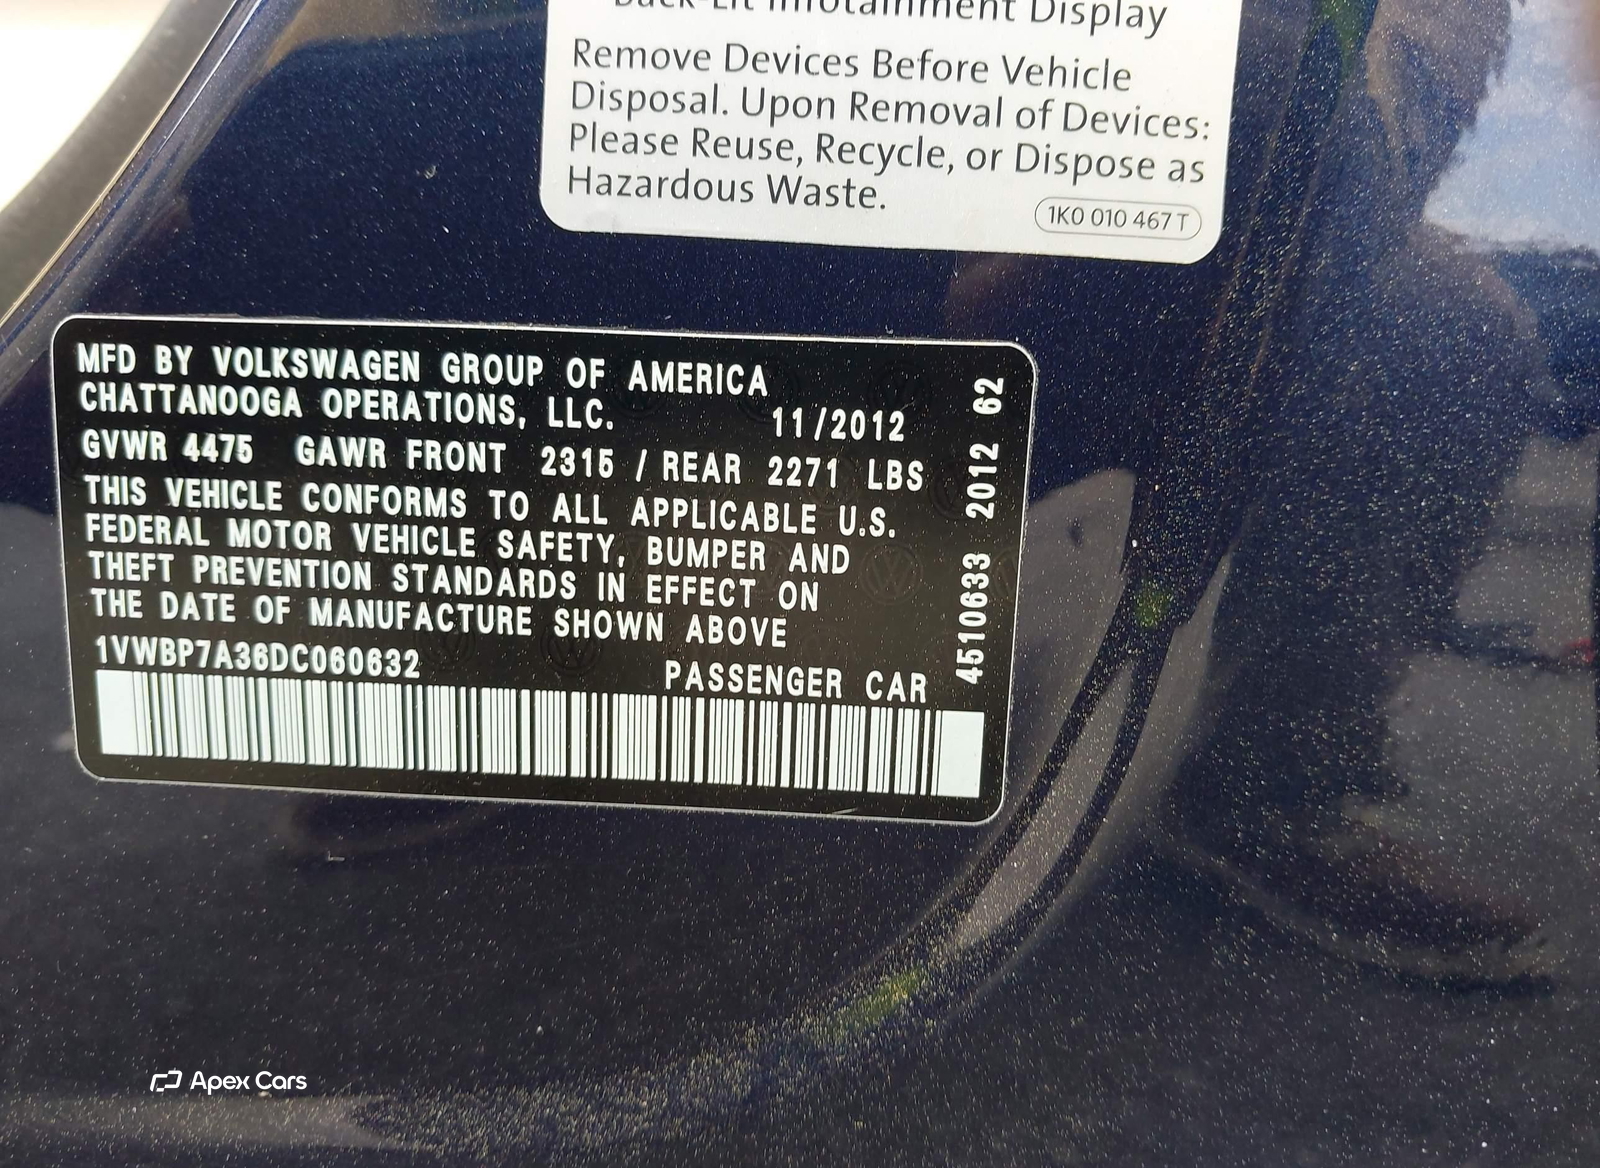 Back-Lit Infotainment Display
Remove Devices Before Vehicle
Disposal. Upon Removal of Devices:
Please Reuse, Recycle, or Dispose as
Hazardous Waste.
1K0 010 467 T
MFD BY VOLKSWAGEN GROUP OF AMERICA
CHATTANOOGA OPERATIONS, LLC. 11/2012
GVWR 4475 GAWR FRONT 2315 / REAR 2271 LBS
THIS VEHICLE CONFORMS TO ALL APPLICABLE U.S.
FEDERAL MOTOR VEHICLE SAFETY, BUMPER AND
THEFT PREVENTION STANDARDS IN EFFECT ON
THE DATE OF MANUFACTURE SHOWN ABOVE
1VWBP7A36DC060632 PASSENGER CAR
4510633 2012 62
Apex Cars